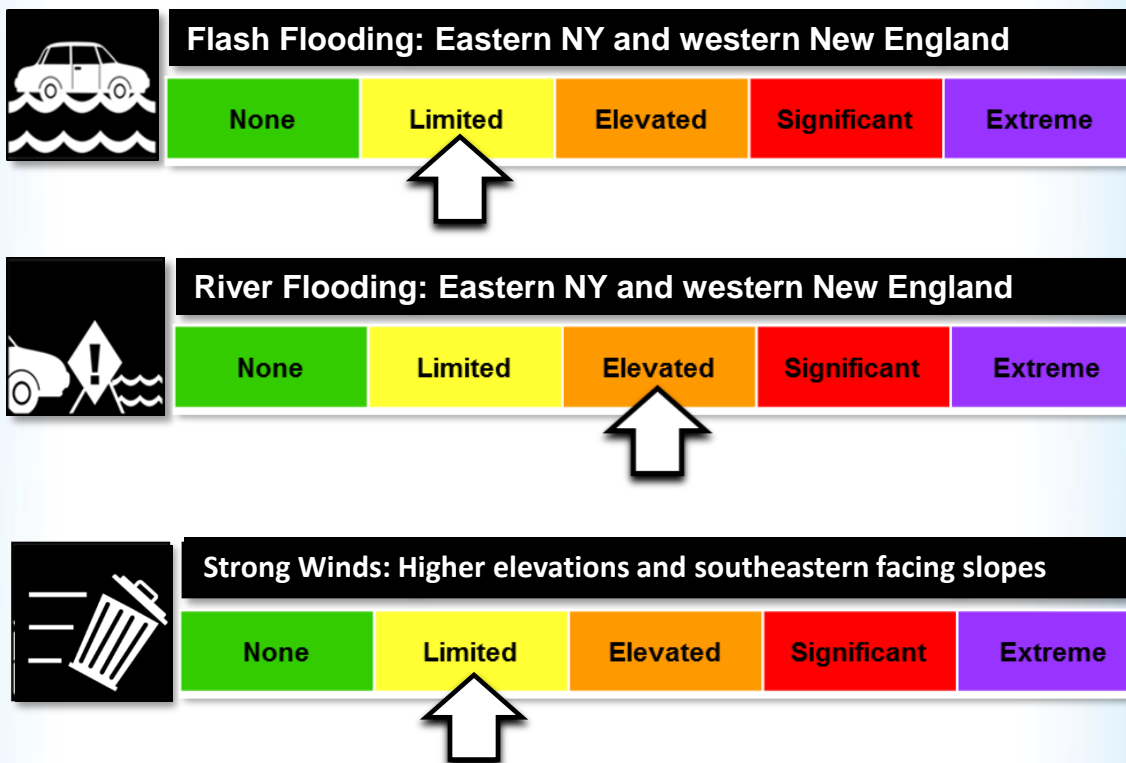 Flash Flooding: Eastern NY and western New England
None Limited Elevated Significant Extreme
River Flooding: Eastern NY and western New England
!
None Limited Elevated Significant Extreme
Strong Winds: Higher elevations and southeastern facing slopes
None Limited Elevated Significant Extreme